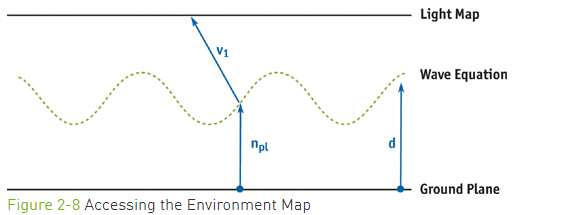 Light Map
v1
Wave Equation
npl
d
Ground Plane
Figure 2-8 Accessing the Environment Map